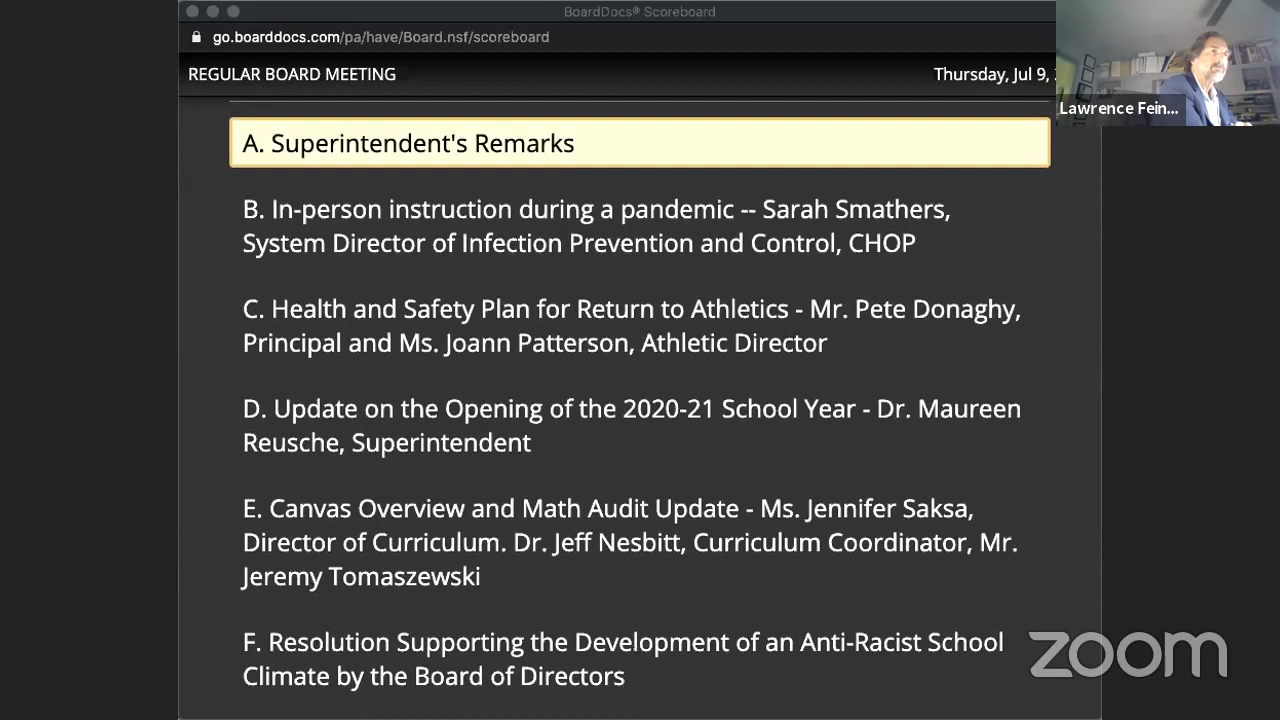 BoardDocs® Scoreboard
go.boarddocs.com/pa/have/Board.nsf/scoreboard
REGULAR BOARD MEETING
Thursday, Jul 9,
Lawrence Fein...
A. Superintendent's Remarks
B. In-person instruction during a pandemic -- Sarah Smathers,
System Director of Infection Prevention and Control, CHOP
C. Health and Safety Plan for Return to Athletics - Mr. Pete Donaghy,
Principal and Ms. Joann Patterson, Athletic Director
D. Update on the Opening of the 2020-21 School Year - Dr. Maureen
Reusche, Superintendent
E. Canvas Overview and Math Audit Update - Ms. Jennifer Saksa,
Director of Curriculum. Dr. Jeff Nesbitt, Curriculum Coordinator, Mr.
Jeremy Tomaszewski
F. Resolution Supporting the Development of an Anti-Racist School
Climate by the Board of Directors
zoom